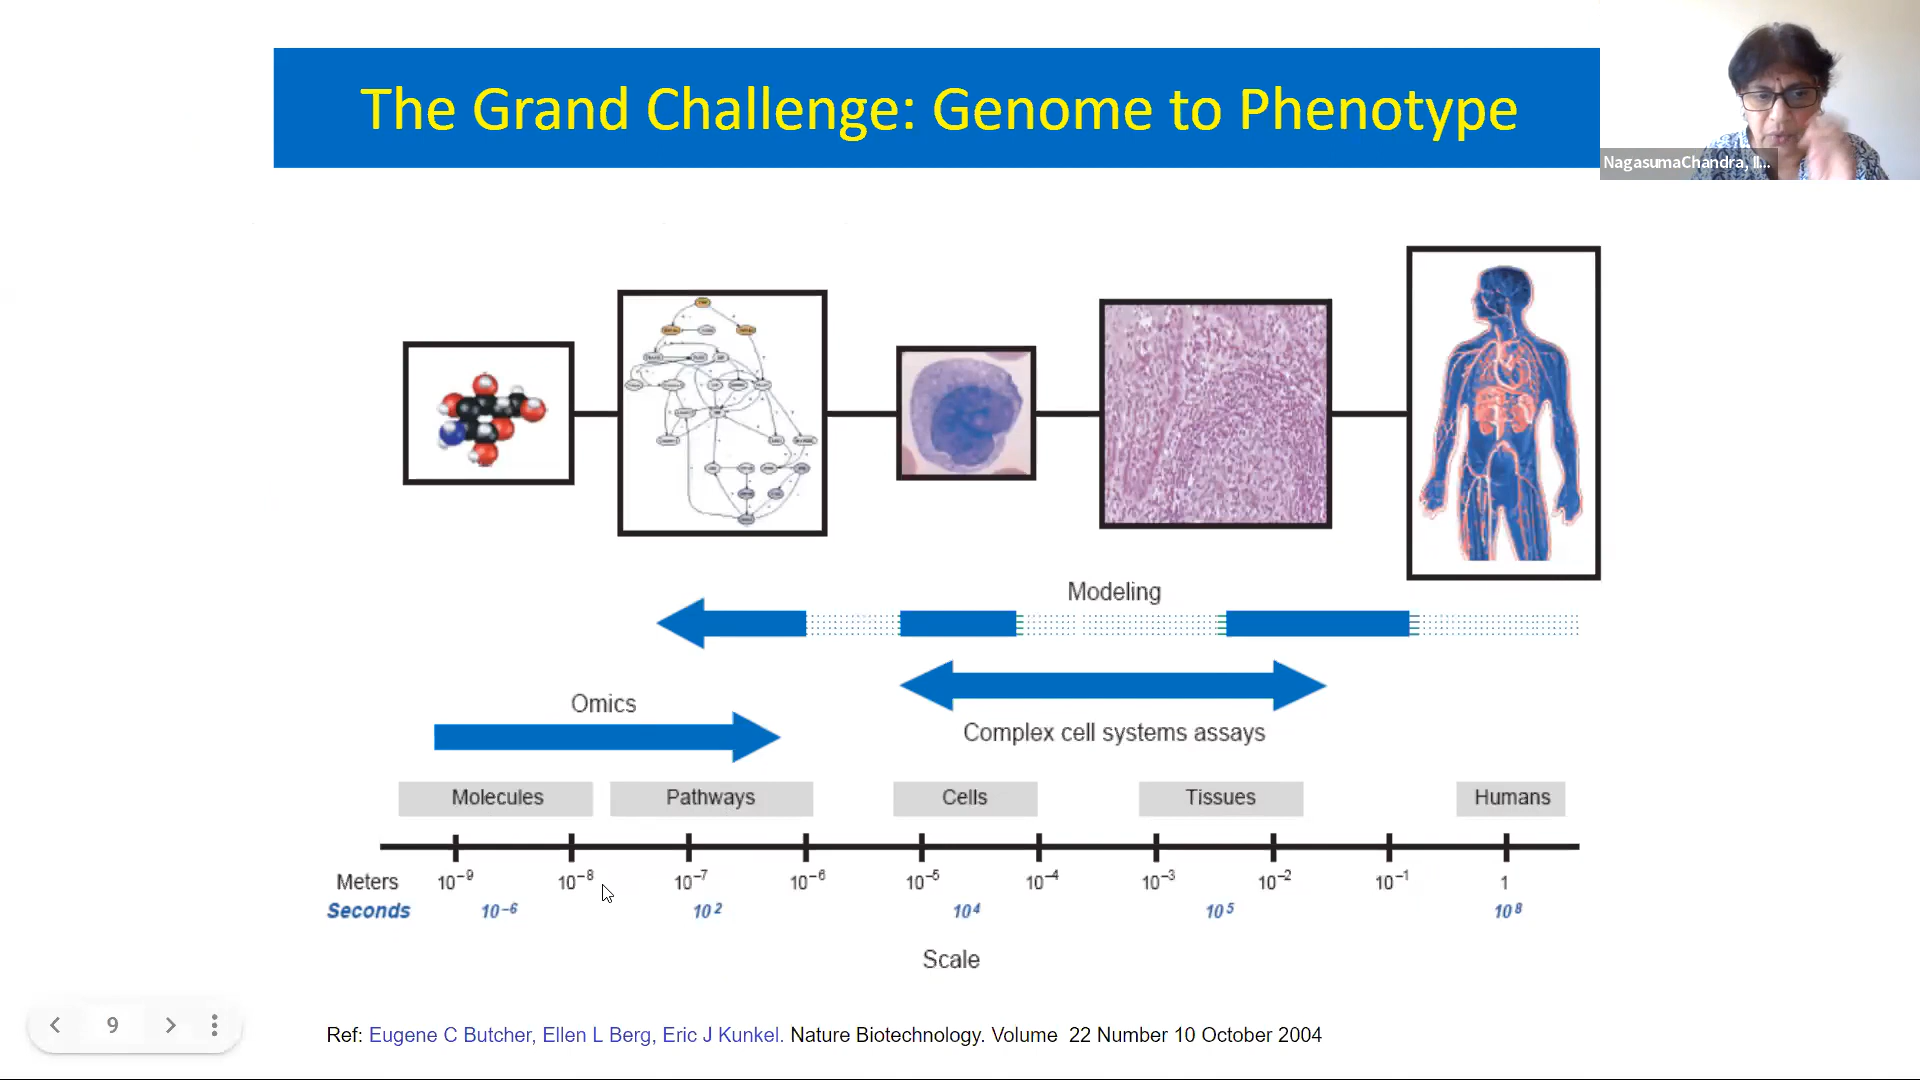 The Grand Challenge: Genome to Phenotype
NagasumaChandra, II...
Modeling
Omics
Complex cell systems assays
Molecules Pathways Cells Tissues Humans
Meters 10⁻⁹ 10⁻⁸ 10⁻⁷ 10⁻⁶ 10⁻⁵ 10⁻⁴ 10⁻³ 10⁻² 10⁻¹ 1
Seconds 10⁻⁶ 10² 10⁴ 10⁵ 10⁸
Scale
9
Ref: Eugene C Butcher, Ellen L Berg, Eric J Kunkel. Nature Biotechnology. Volume 22 Number 10 October 2004